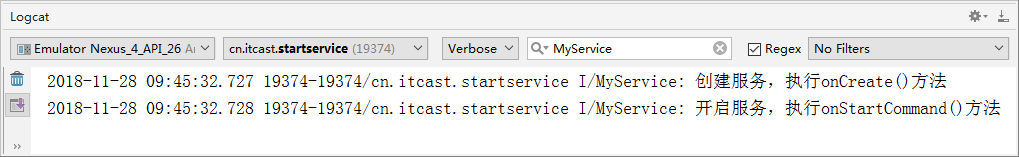 Logcat
Emulator Nexus_4_API_26 An cn.itcast.startservice (19374) Verbose MyService Regex No Filters
2018-11-28 09:45:32.727 19374-19374/cn.itcast.startservice I/MyService: 创建服务，执行onCreate()方法
2018-11-28 09:45:32.728 19374-19374/cn.itcast.startservice I/MyService: 开启服务，执行onStartCommand()方法